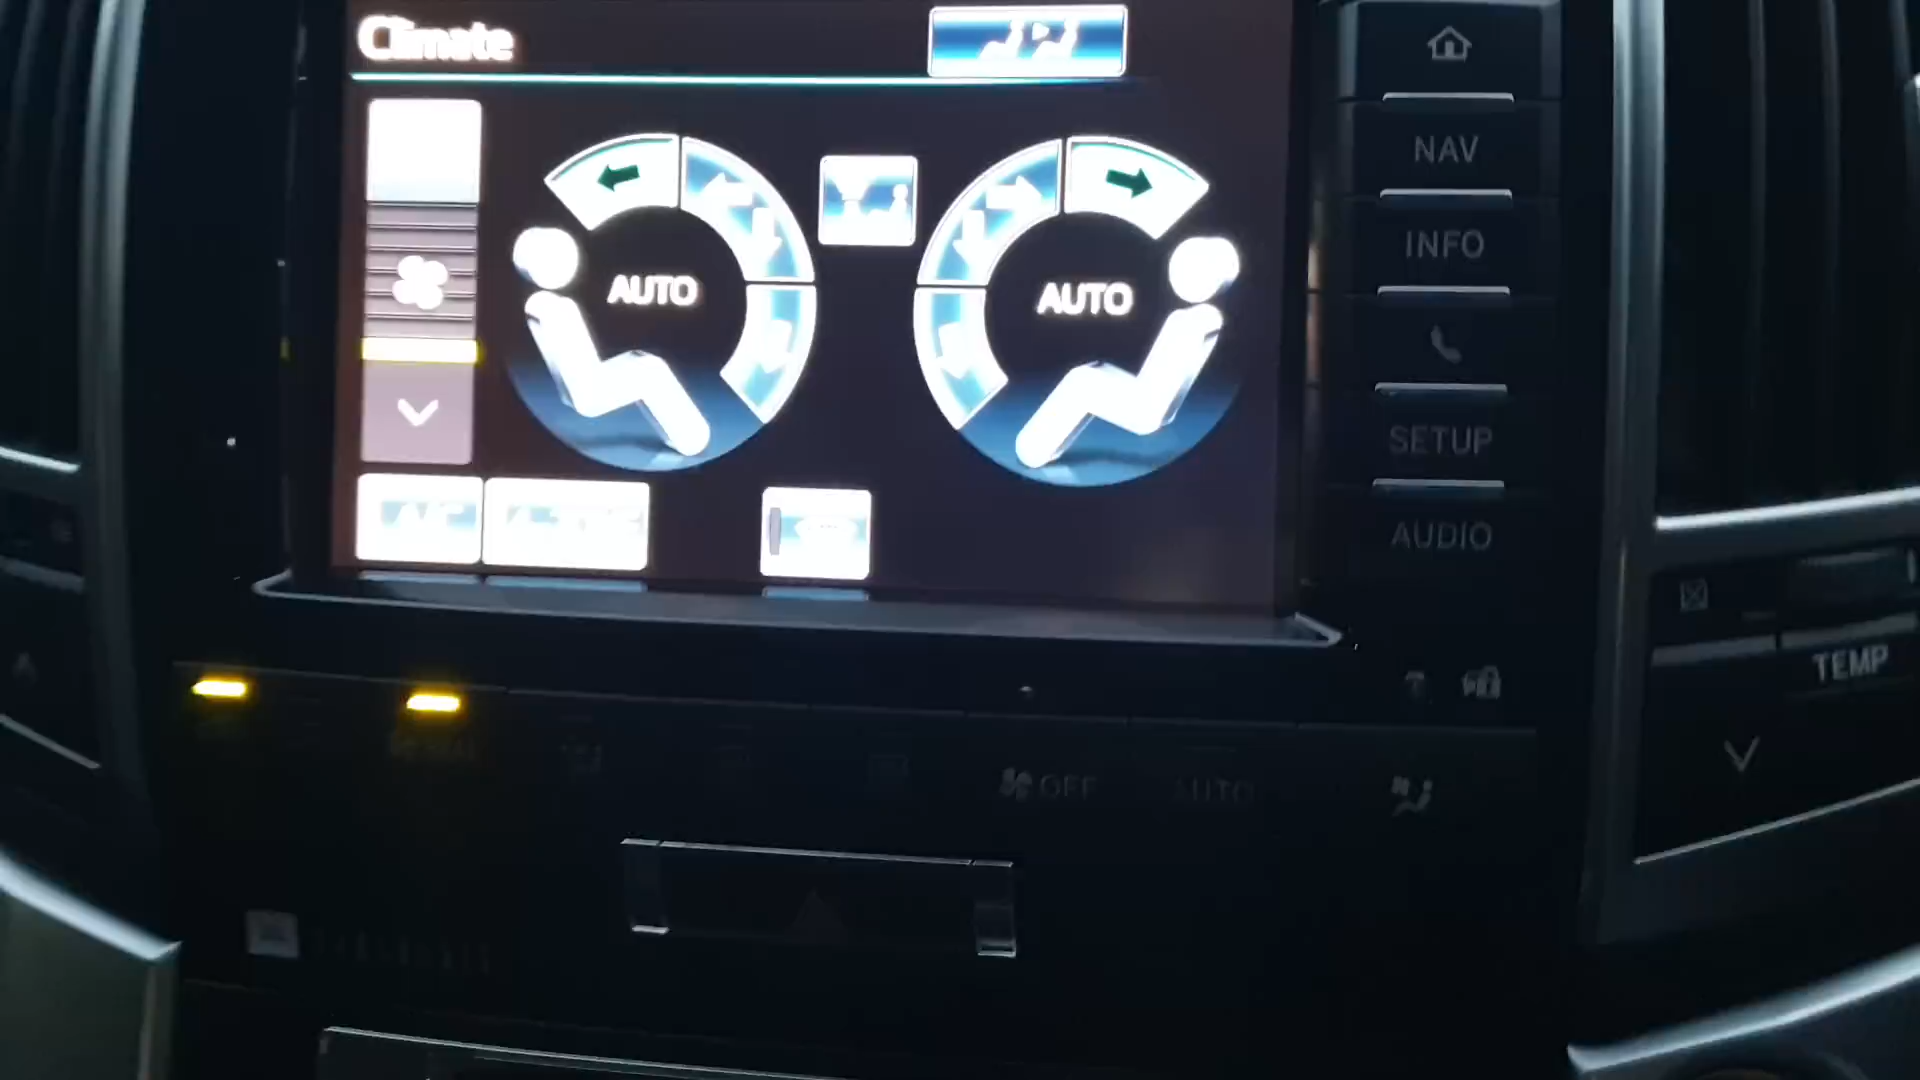 Climate
NAV
INFO
AUTO
AUTO
SETUP
A/C
AUDIO
TEMP
OFF
AUTO